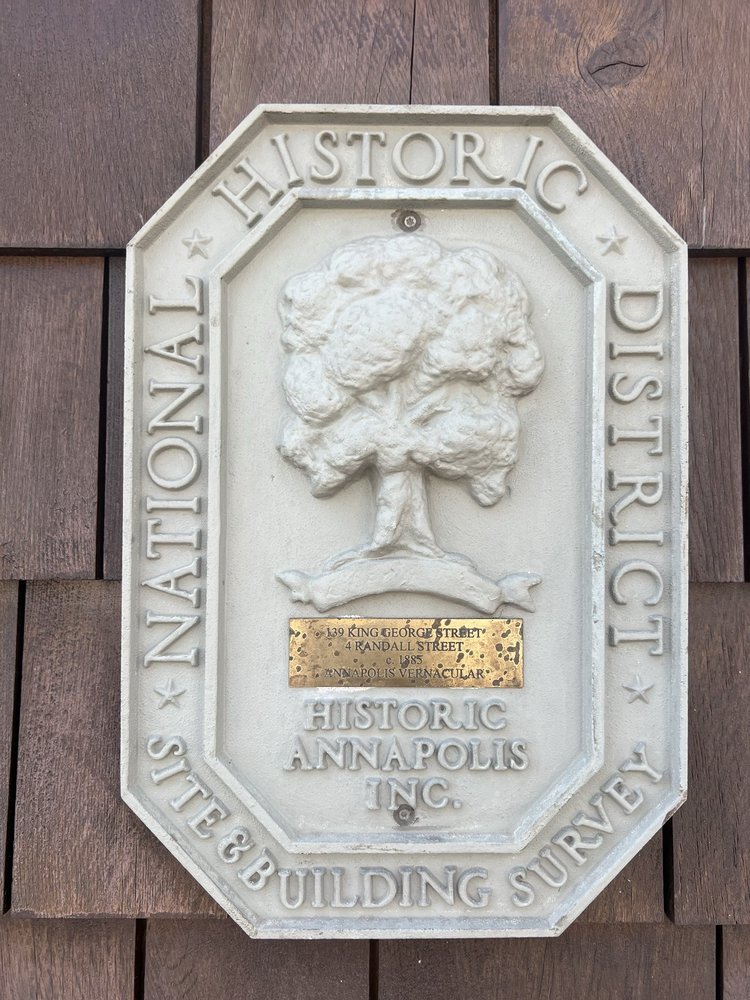 NATIONAL
HISTORIC
DISTRICT
SITE & BUILDING SURVEY
139 KING GEORGE STREET
4 RANDALL STREET
c. 1885
ANNAPOLIS VERNACULAR
HISTORIC
ANNAPOLIS
INC.